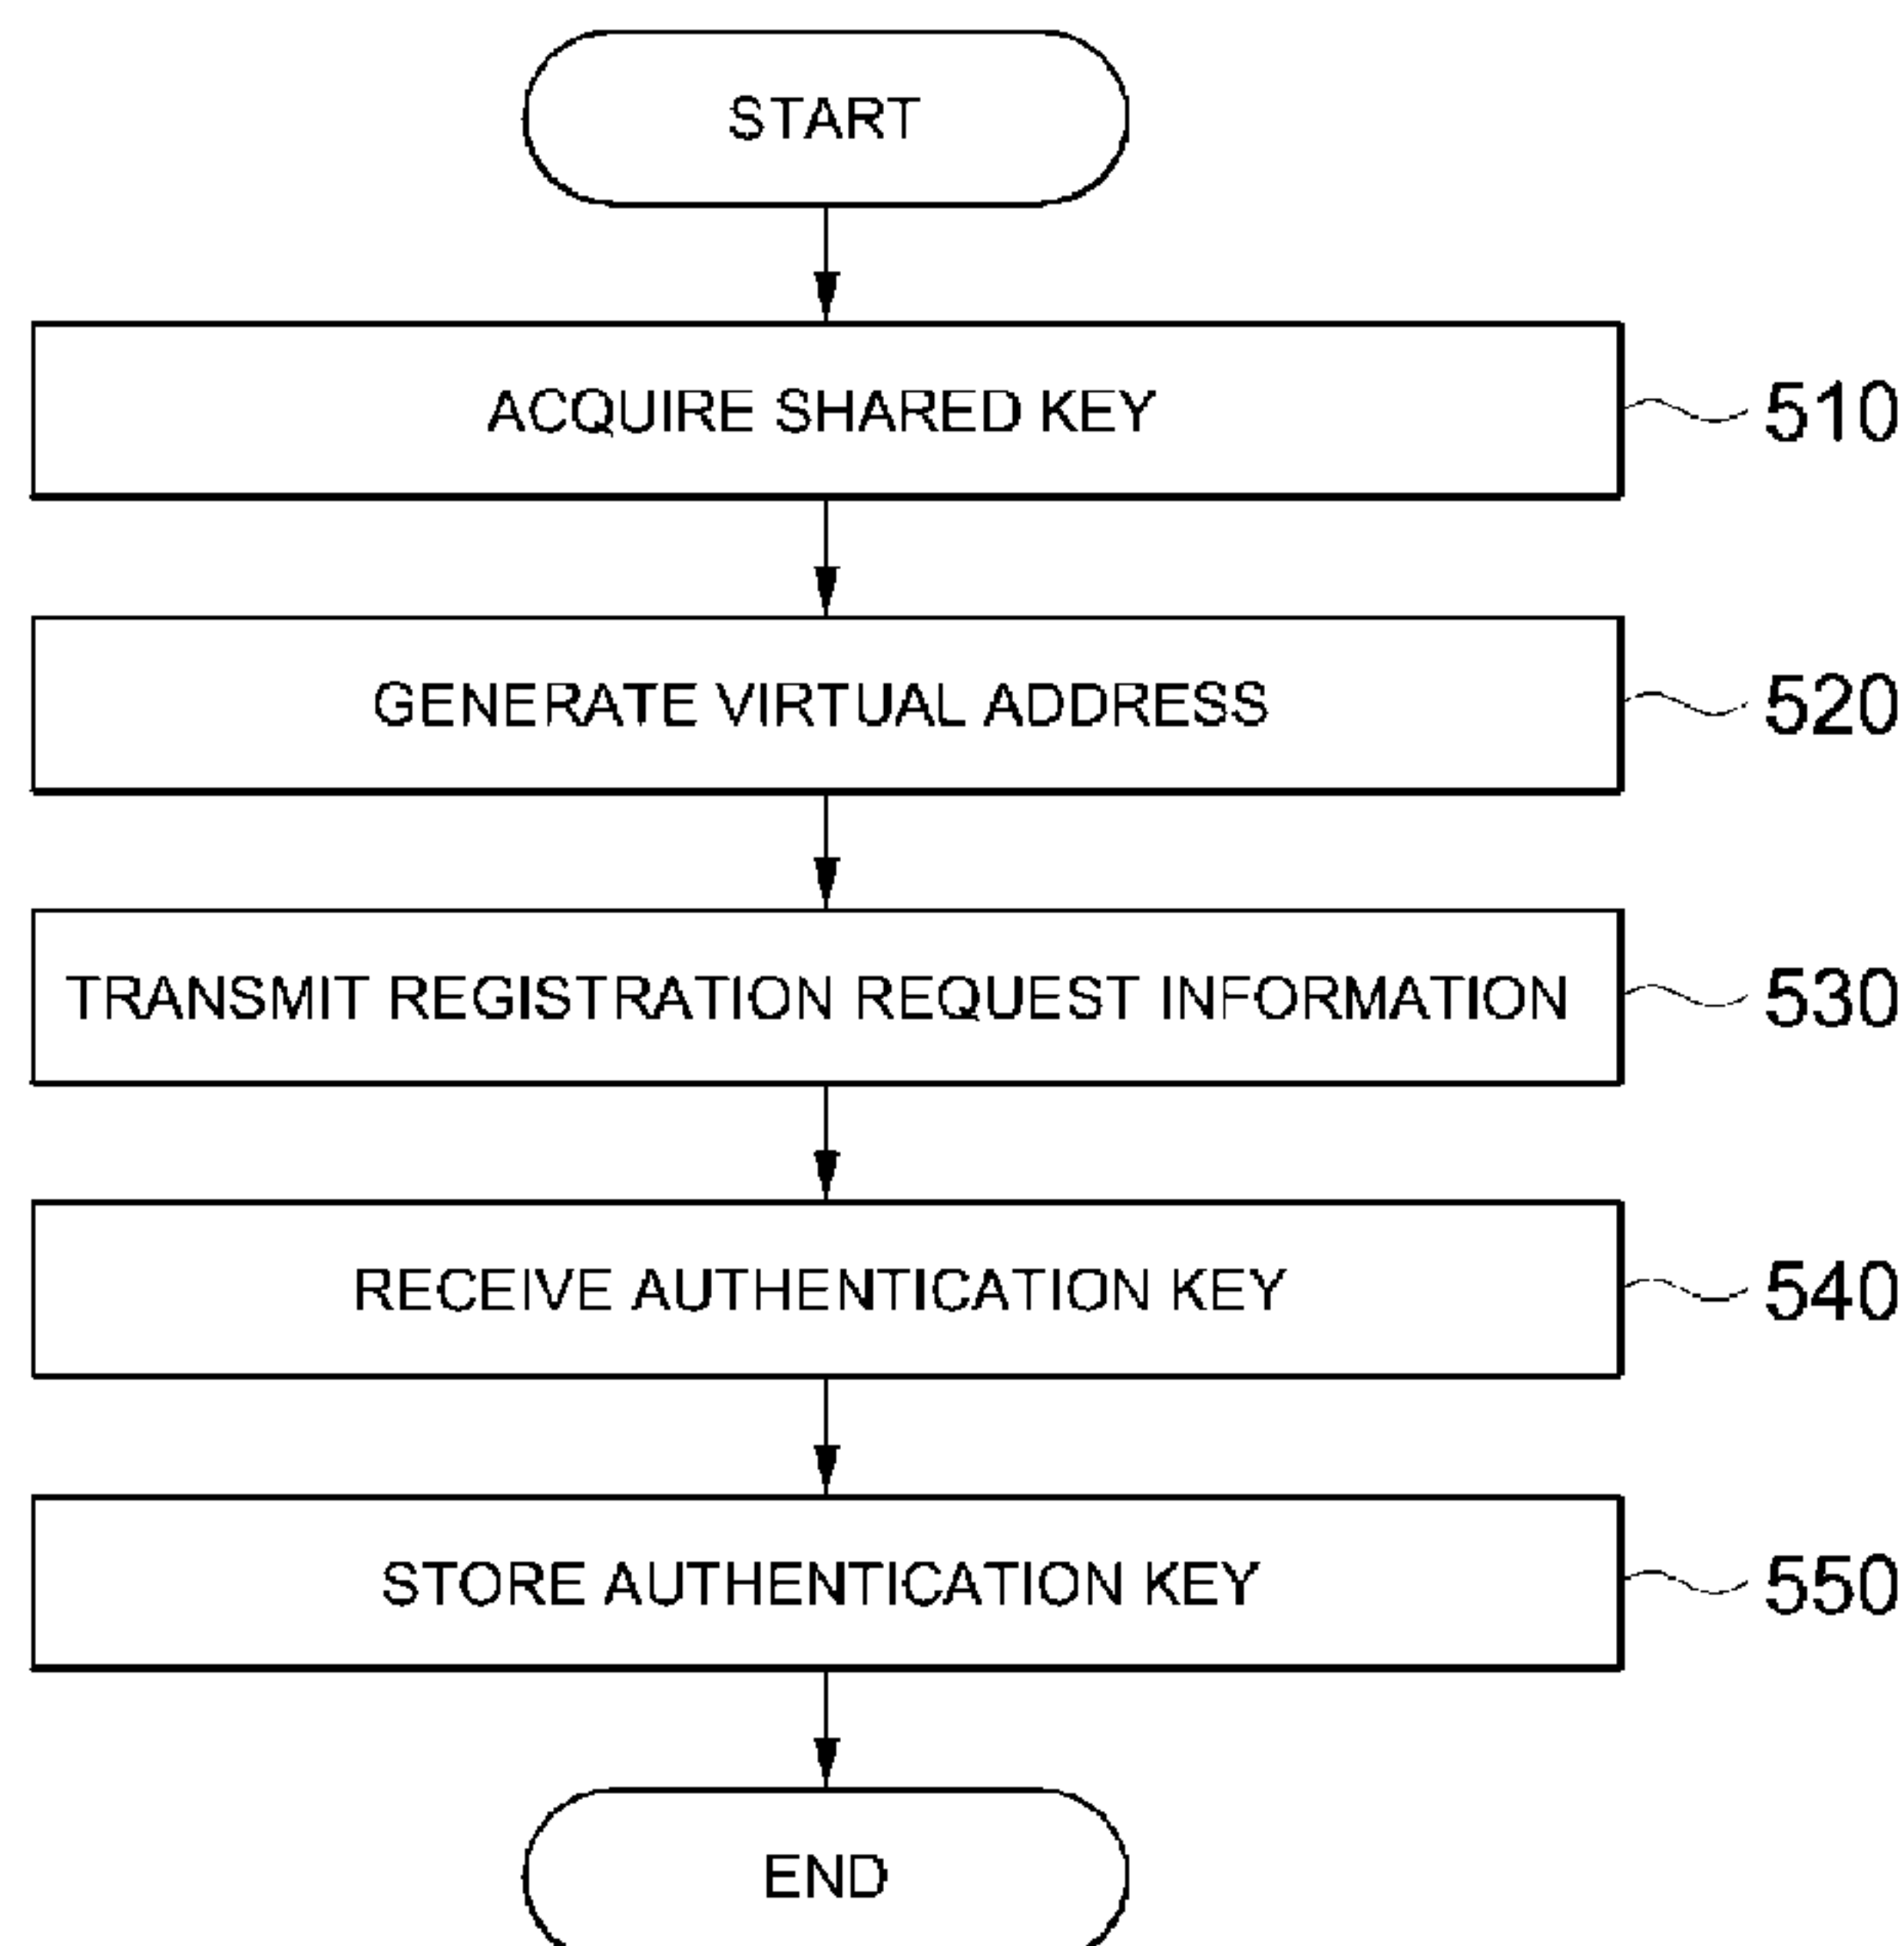 START
ACQUIRE SHARED KEY 510
GENERATE VIRTUAL ADDRESS 520
TRANSMIT REGISTRATION REQUEST INFORMATION 530
RECEIVE AUTHENTICATION KEY 540
STORE AUTHENTICATION KEY 550
END